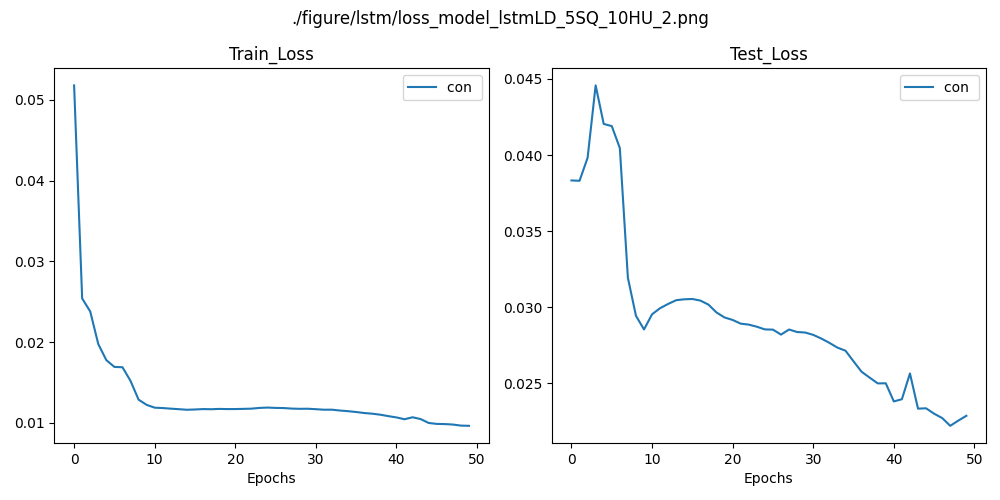 ./figure/lstm/loss_model_lstmLD_5SQ_10HU_2.png
Train_Loss
con
0.05
0.04
0.03
0.02
0.01
0 10 20 30 40 50
Epochs
Test_Loss
con
0.045
0.040
0.035
0.030
0.025
0 10 20 30 40 50
Epochs